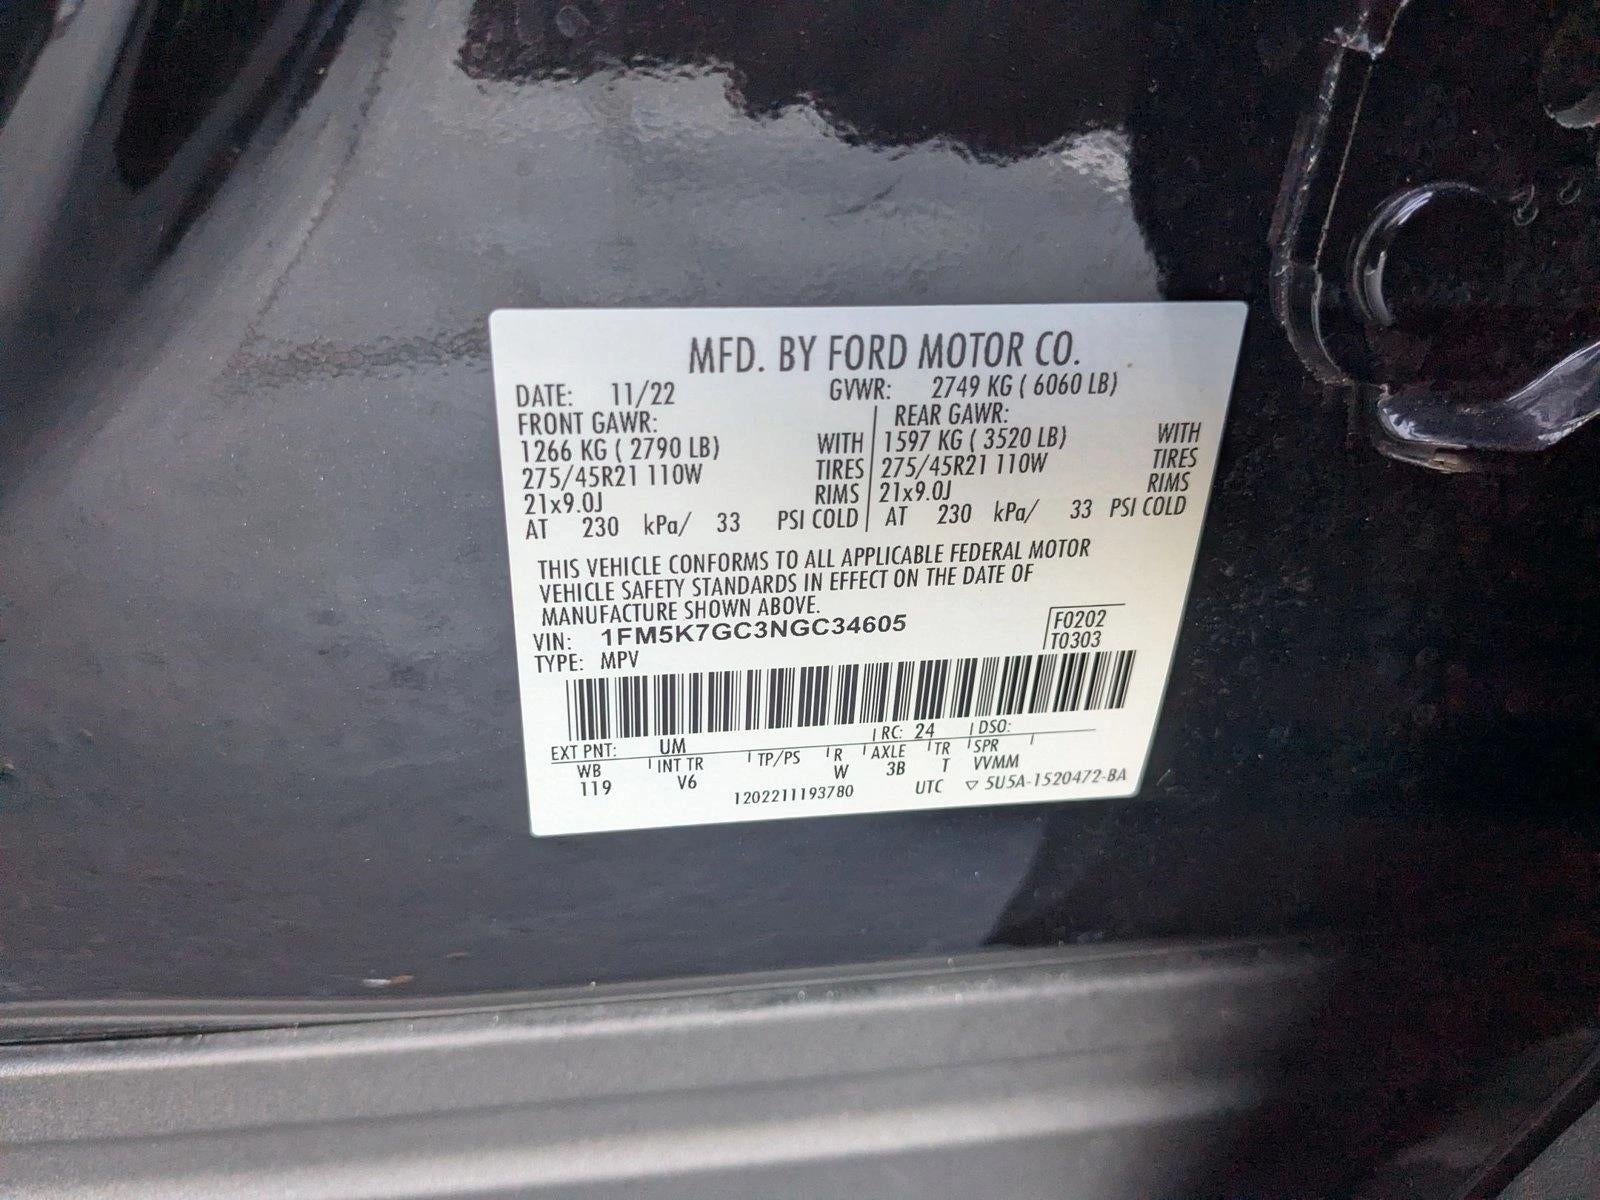 MFD. BY FORD MOTOR CO.
DATE: 11/22 GVWR: 2749 KG ( 6060 LB)
FRONT GAWR: REAR GAWR:
1266 KG ( 2790 LB) WITH 1597 KG ( 3520 LB) WITH
275/45R21 110W TIRES 275/45R21 110W TIRES
21x9.0J RIMS 21x9.0J RIMS
AT 230 kPa/ 33 PSI COLD AT 230 kPa/ 33 PSI COLD
THIS VEHICLE CONFORMS TO ALL APPLICABLE FEDERAL MOTOR
VEHICLE SAFETY STANDARDS IN EFFECT ON THE DATE OF
MANUFACTURE SHOWN ABOVE.
VIN: 1FM5K7GC3NGC34605 F0202
TYPE: MPV T0303
EXT PNT: UM RC: 24 DSO:
WB INT TR TP/PS R AXLE TR SPR
119 V6 W 3B T VVMM
1202211193780 UTC ▽ 5U5A-1520472-BA